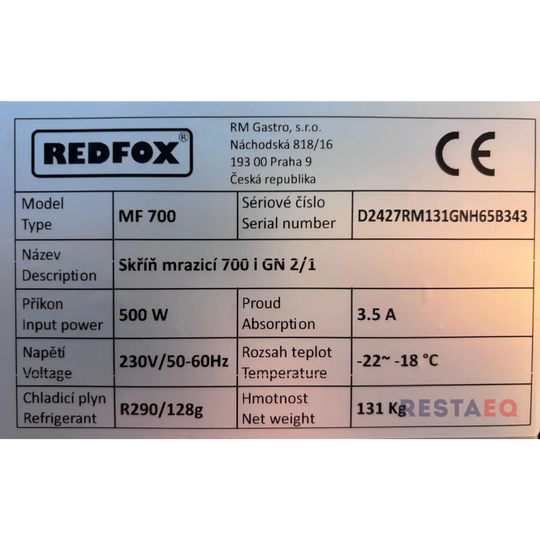 REDFOX®
RM Gastro, s.r.o.
Náchodská 818/16
193 00 Praha 9
Česká republika
CE
Model
Type
MF 700
Sériové číslo
Serial number
D2427RM131GNH65B343
Název
Description
Skříň mrazicí 700 i GN 2/1
Příkon
Input power
500 W
Proud
Absorption
3.5 A
Napětí
Voltage
230V/50-60Hz
Rozsah teplot
Temperature
-22~ -18 °C
Chladicí plyn
Refrigerant
R290/128g
Hmotnost
Net weight
131 Kg
RESTAEQ